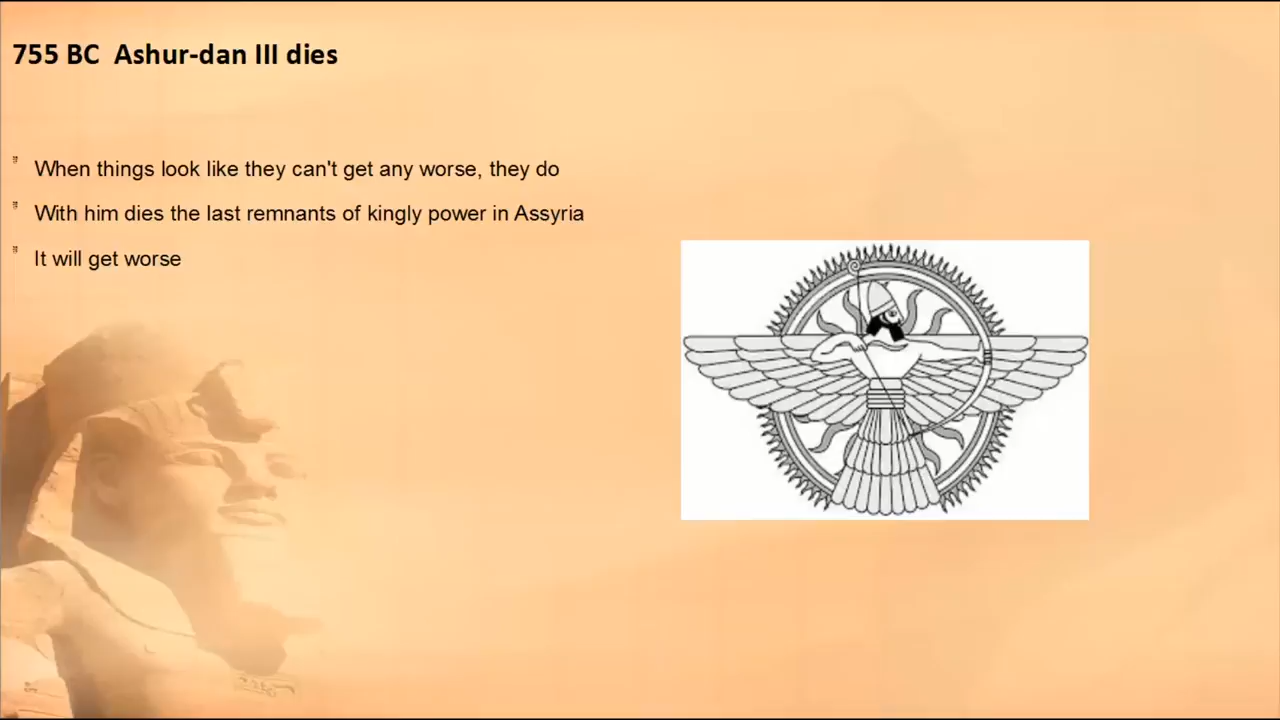 755 BC Ashur-dan III dies
When things look like they can't get any worse, they do
With him dies the last remnants of kingly power in Assyria
It will get worse